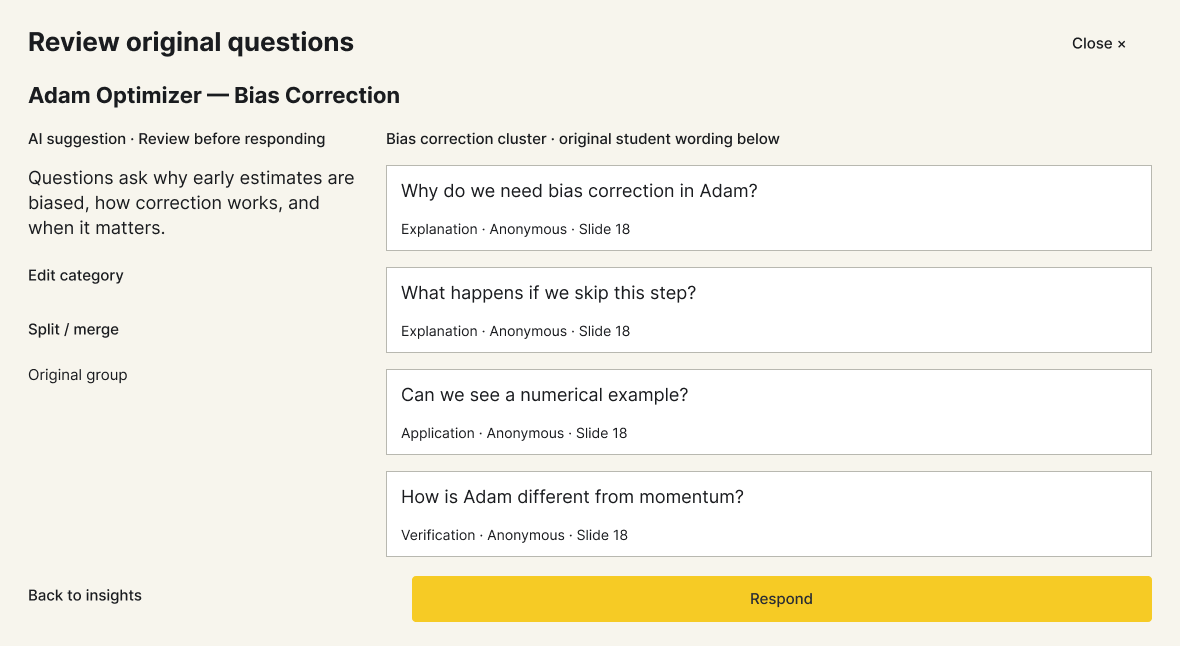 Review original questions
Close ×
Adam Optimizer — Bias Correction
AI suggestion · Review before responding
Questions ask why early estimates are
biased, how correction works, and
when it matters.
Edit category
Split / merge
Original group
Bias correction cluster · original student wording below
Why do we need bias correction in Adam?
Explanation · Anonymous · Slide 18
What happens if we skip this step?
Explanation · Anonymous · Slide 18
Can we see a numerical example?
Application · Anonymous · Slide 18
How is Adam different from momentum?
Verification · Anonymous · Slide 18
Back to insights
Respond